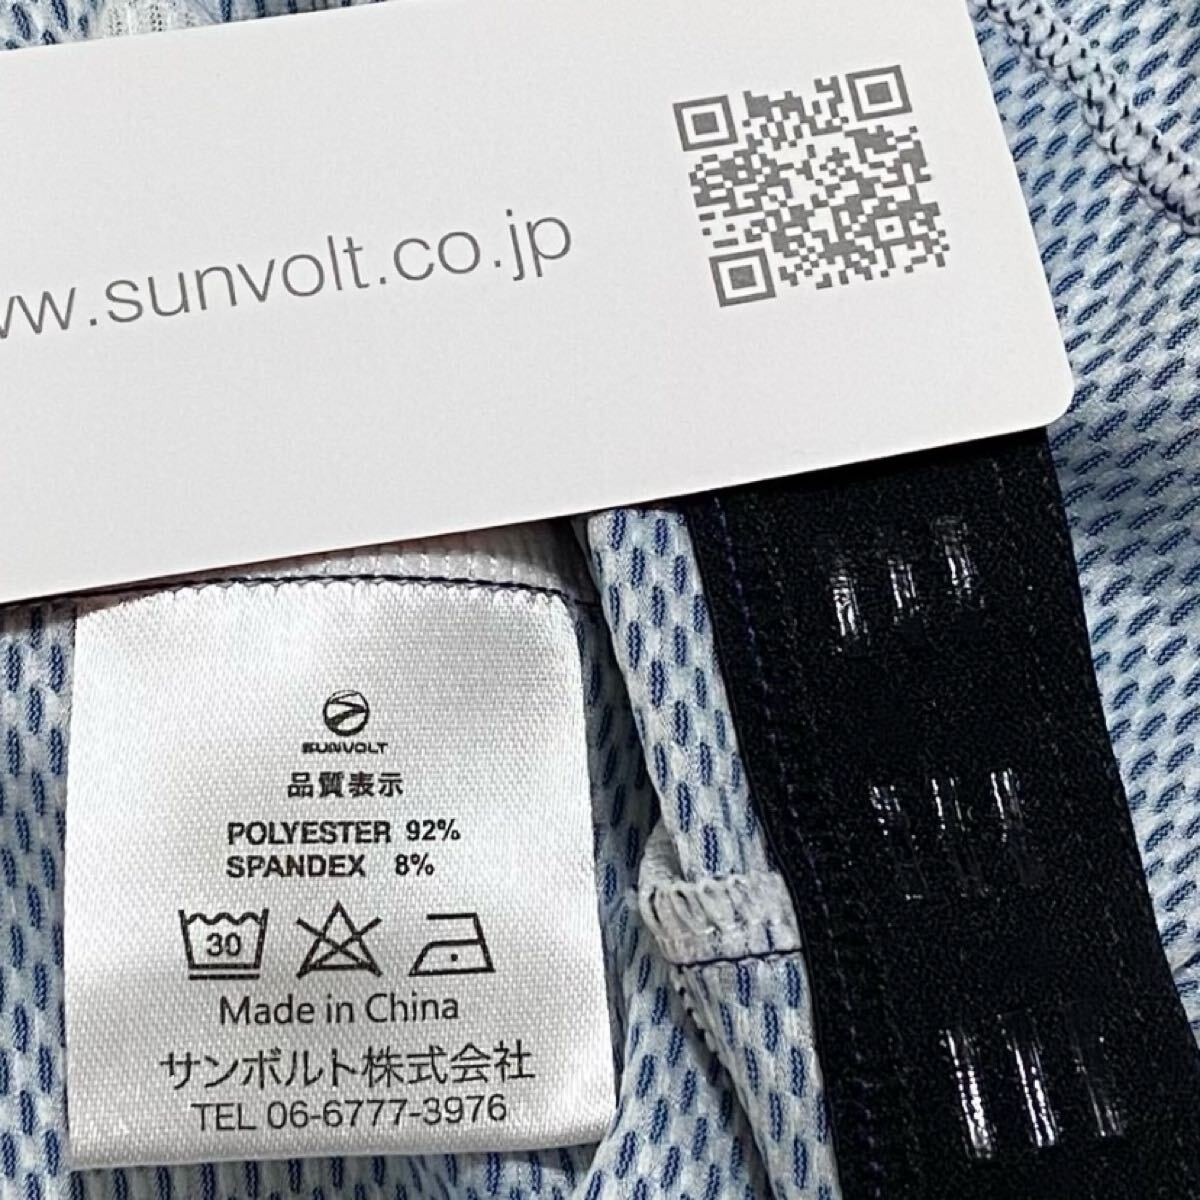 w.sunvolt.co.jp
SUNVOLT
品質表示
POLYESTER 92%
SPANDEX 8%
30
Made in China
サンボルト株式会社
TEL 06-6777-3976